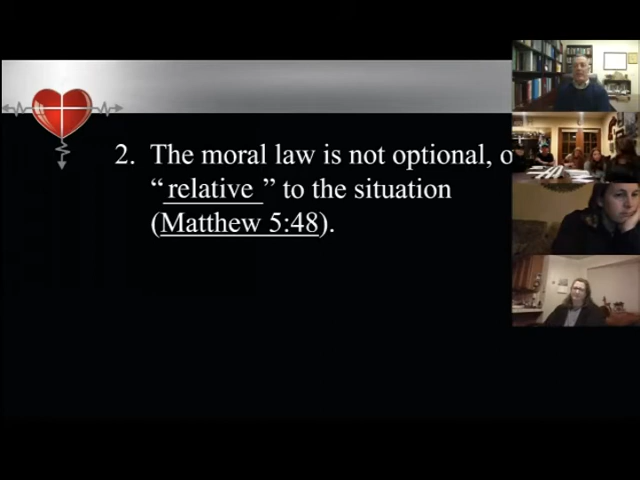 2. The moral law is not optional, o
“relative” to the situation
(Matthew 5:48).